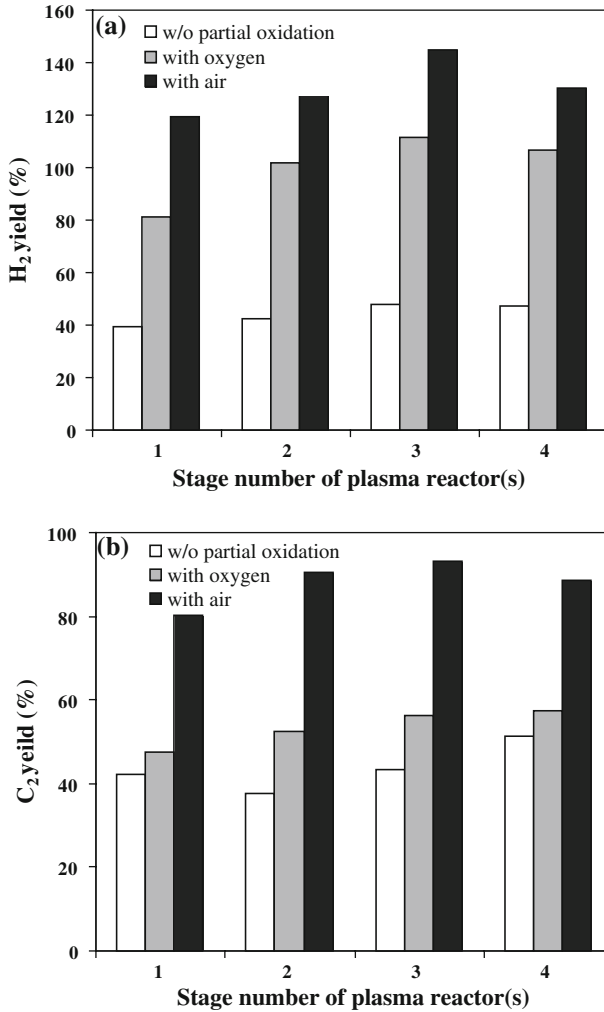 (a)
w/o partial oxidation
with oxygen
with air
H₂ yield (%)
160
140
120
100
80
60
40
20
0
1 2 3 4
Stage number of plasma reactor(s)
(b)
w/o partial oxidation
with oxygen
with air
C₂ yeild (%)
100
80
60
40
20
0
1 2 3 4
Stage number of plasma reactor(s)